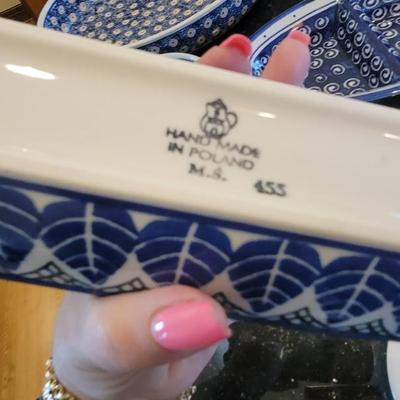 HAND MADE
IN POLAND
M.S. 455